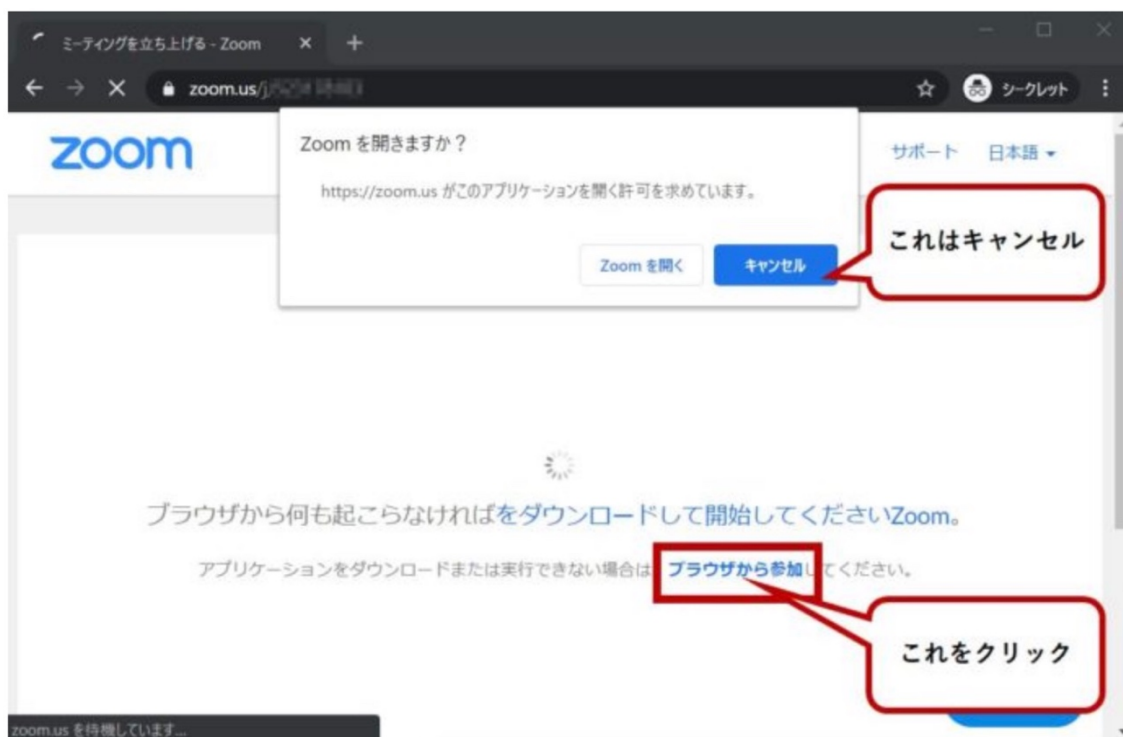 ミーティングを立ち上げる - Zoom
zoom.us/j
シークレット
zoom
Zoom を開きますか？
サポート 日本語
https://zoom.us がこのアプリケーションを開く許可を求めています。
これはキャンセル
Zoom を開く キャンセル
ブラウザから何も起こらなければをダウンロードして開始してくださいZoom。
アプリケーションをダウンロードまたは実行できない場合は ブラウザから参加してください。
これをクリック
zoom.us を待機しています...